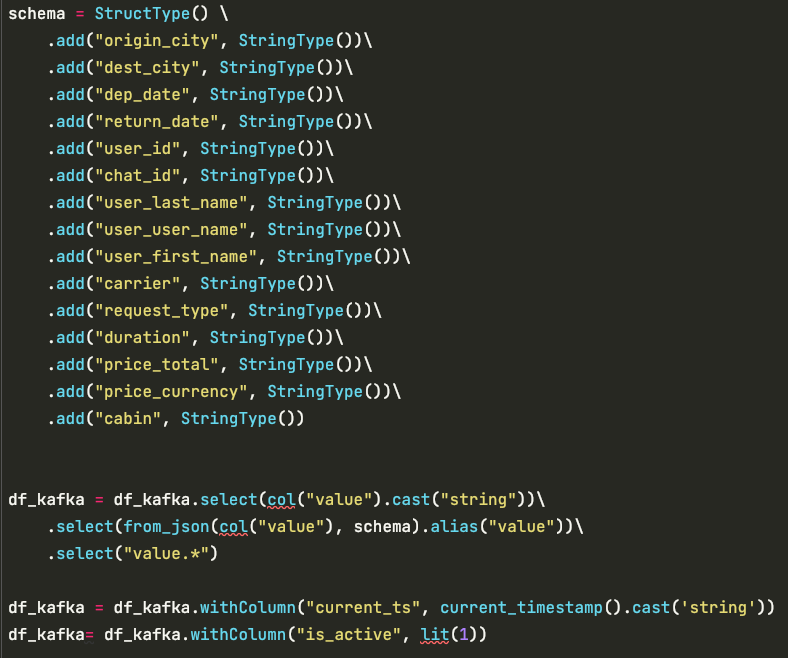 schema = StructType() \
    .add("origin_city", StringType())\
    .add("dest_city", StringType())\
    .add("dep_date", StringType())\
    .add("return_date", StringType())\
    .add("user_id", StringType())\
    .add("chat_id", StringType())\
    .add("user_last_name", StringType())\
    .add("user_user_name", StringType())\
    .add("user_first_name", StringType())\
    .add("carrier", StringType())\
    .add("request_type", StringType())\
    .add("duration", StringType())\
    .add("price_total", StringType())\
    .add("price_currency", StringType())\
    .add("cabin", StringType())
df_kafka = df_kafka.select(col("value").cast("string"))\
    .select(from_json(col("value"), schema).alias("value"))\
    .select("value.*")
df_kafka = df_kafka.withColumn("current_ts", current_timestamp().cast('string'))
df_kafka= df_kafka.withColumn("is_active", lit(1))